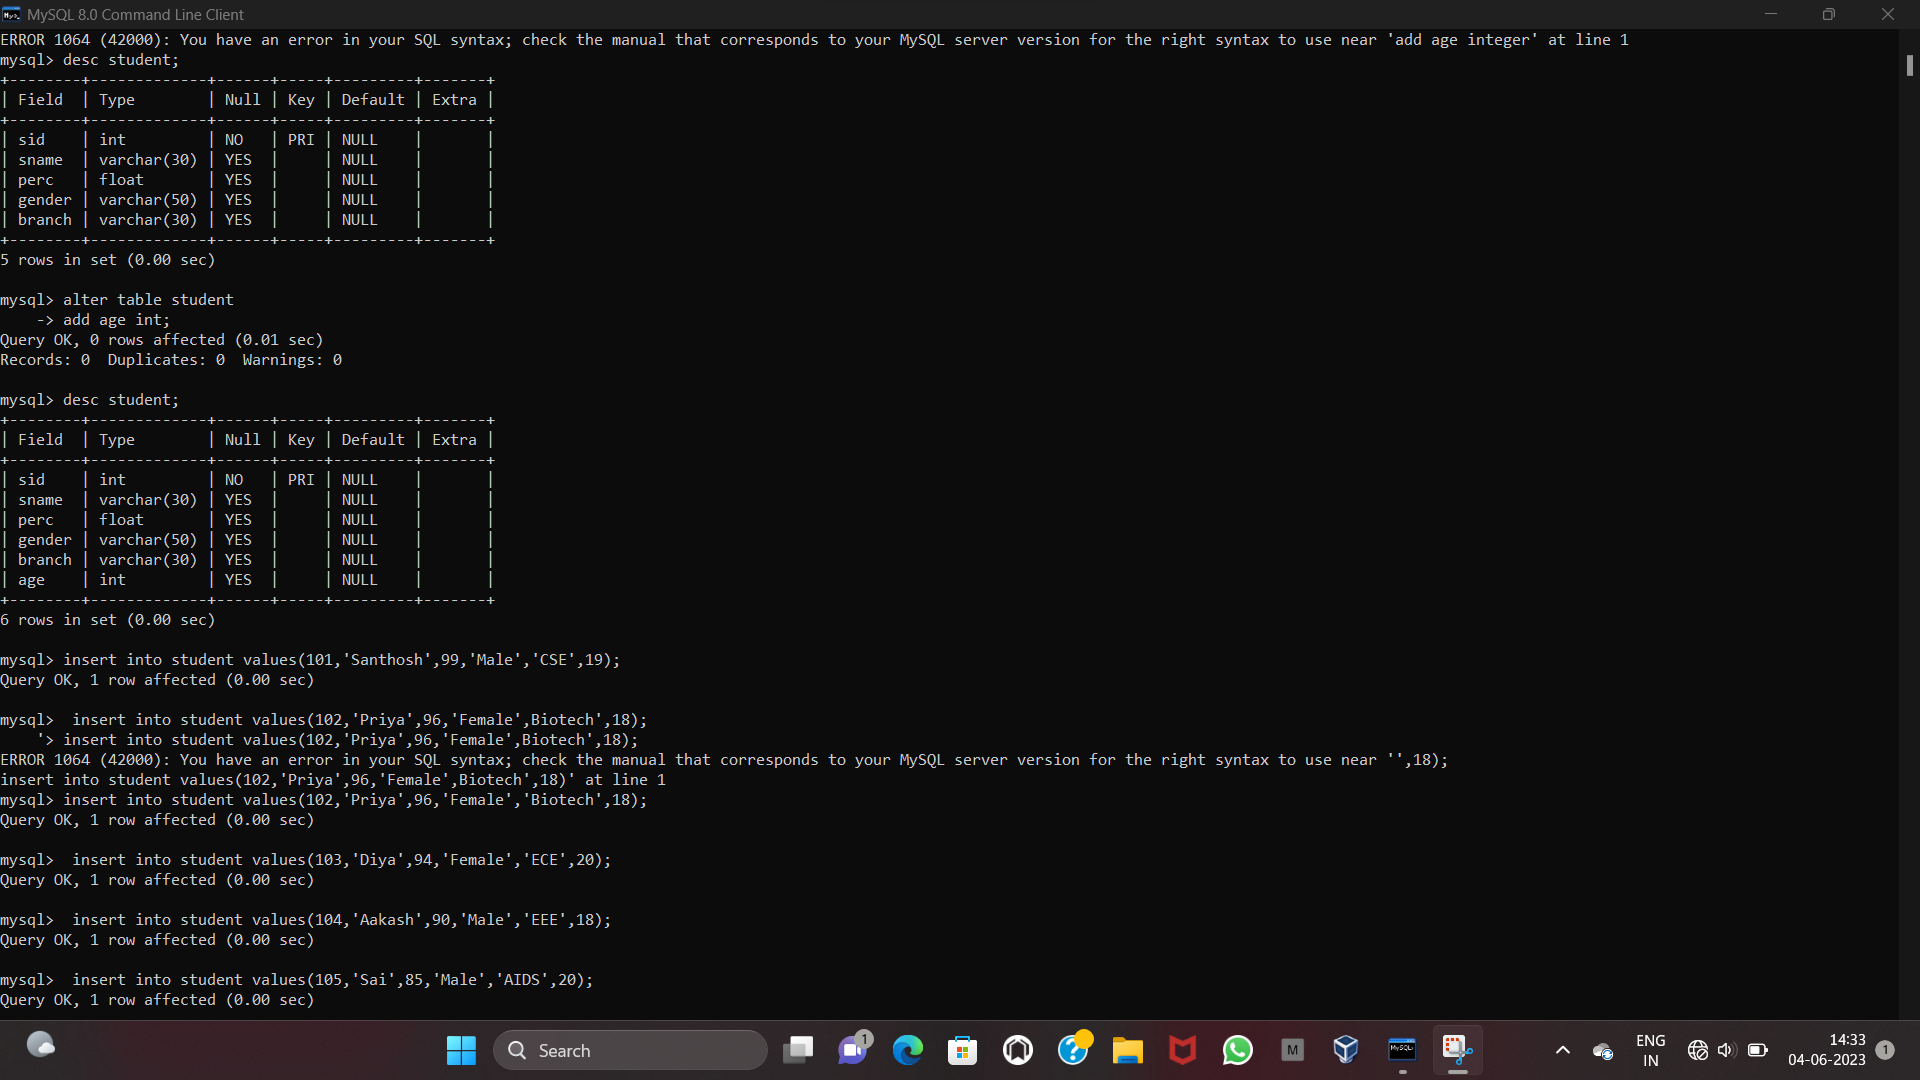 MySQL 8.0 Command Line Client
ERROR 1064 (42000): You have an error in your SQL syntax; check the manual that corresponds to your MySQL server version for the right syntax to use near 'add age integer' at line 1
mysql> desc student;
+--------+-------------+------+-----+---------+-------+
| Field  | Type        | Null | Key | Default | Extra |
+--------+-------------+------+-----+---------+-------+
| sid    | int         | NO   | PRI | NULL    |       |
| sname  | varchar(30) | YES  |     | NULL    |       |
| perc   | float       | YES  |     | NULL    |       |
| gender | varchar(50) | YES  |     | NULL    |       |
| branch | varchar(30) | YES  |     | NULL    |       |
+--------+-------------+------+-----+---------+-------+
5 rows in set (0.00 sec)
mysql> alter table student
    -> add age int;
Query OK, 0 rows affected (0.01 sec)
Records: 0  Duplicates: 0  Warnings: 0
mysql> desc student;
+--------+-------------+------+-----+---------+-------+
| Field  | Type        | Null | Key | Default | Extra |
+--------+-------------+------+-----+---------+-------+
| sid    | int         | NO   | PRI | NULL    |       |
| sname  | varchar(30) | YES  |     | NULL    |       |
| perc   | float       | YES  |     | NULL    |       |
| gender | varchar(50) | YES  |     | NULL    |       |
| branch | varchar(30) | YES  |     | NULL    |       |
| age    | int         | YES  |     | NULL    |       |
+--------+-------------+------+-----+---------+-------+
6 rows in set (0.00 sec)
mysql> insert into student values(101,'Santhosh',99,'Male','CSE',19);
Query OK, 1 row affected (0.00 sec)
mysql>  insert into student values(102,'Priya',96,'Female',Biotech',18);
    '> insert into student values(102,'Priya',96,'Female',Biotech',18);
ERROR 1064 (42000): You have an error in your SQL syntax; check the manual that corresponds to your MySQL server version for the right syntax to use near '',18);
insert into student values(102,'Priya',96,'Female',Biotech',18)' at line 1
mysql> insert into student values(102,'Priya',96,'Female','Biotech',18);
Query OK, 1 row affected (0.00 sec)
mysql>  insert into student values(103,'Diya',94,'Female','ECE',20);
Query OK, 1 row affected (0.00 sec)
mysql>  insert into student values(104,'Aakash',90,'Male','EEE',18);
Query OK, 1 row affected (0.00 sec)
mysql>  insert into student values(105,'Sai',85,'Male','AIDS',20);
Query OK, 1 row affected (0.00 sec)
Search
1
M
MySQL
ENG
IN
14:33
04-06-2023
1